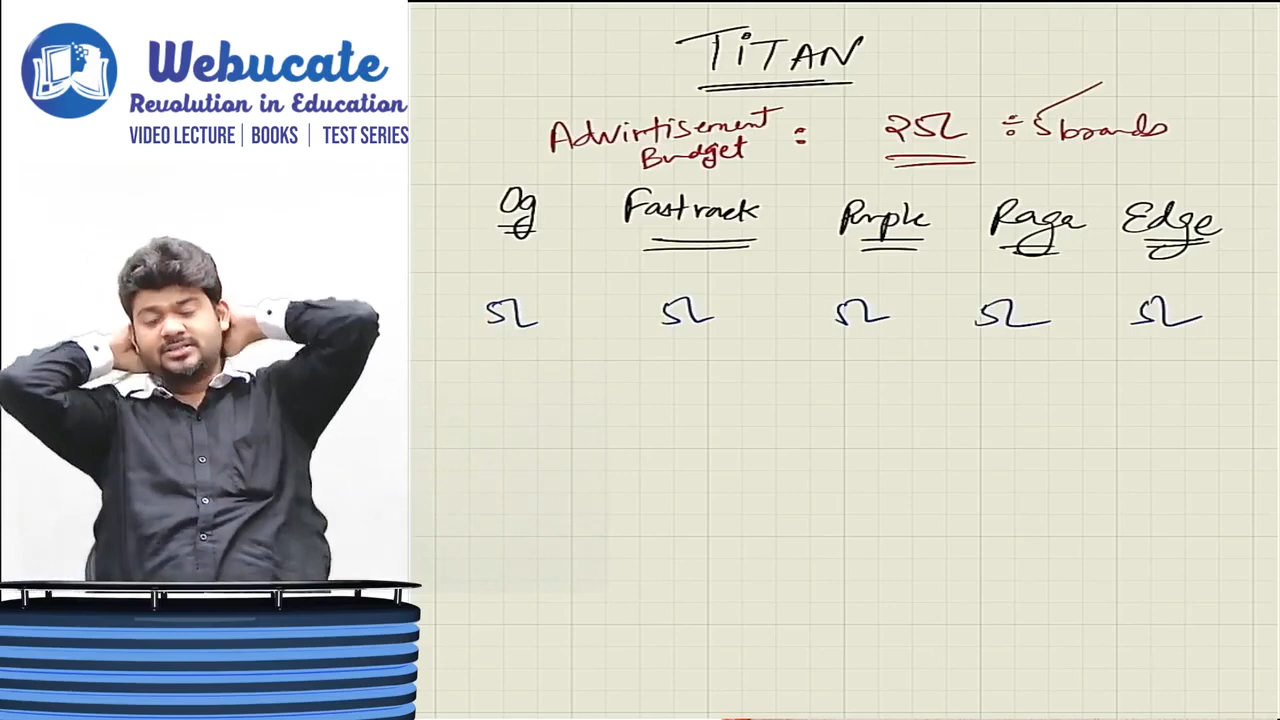 Webucate
Revolution in Education
VIDEO LECTURE | BOOKS | TEST SERIES
TiTAN
Advirtisement Budget : 25L ÷ 5 brands
Og Fastrack Purple Raga Edge
5L 5L 5L 5L 5L